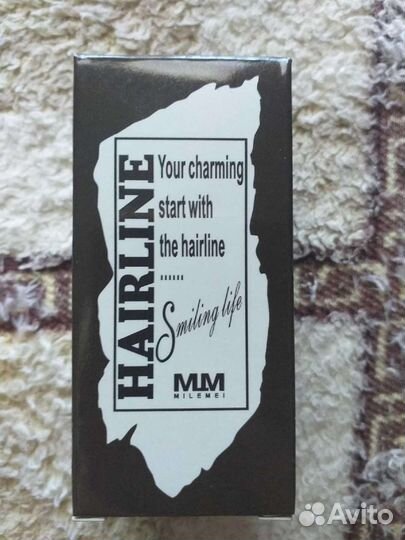 HAIRLINE
Your charming
start with
the hairline
......
Smiling life
MLM
MILEMEI
Avito